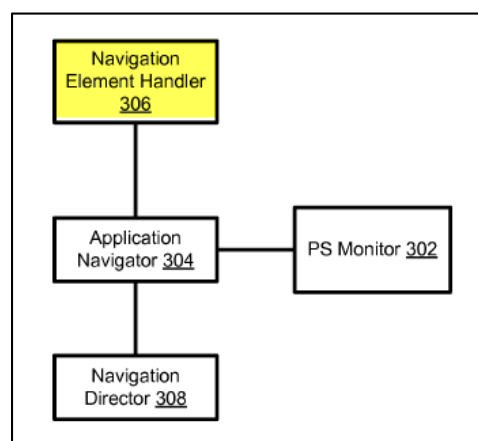 Navigation
Element Handler
306
Application
Navigator 304
PS Monitor 302
Navigation
Director 308